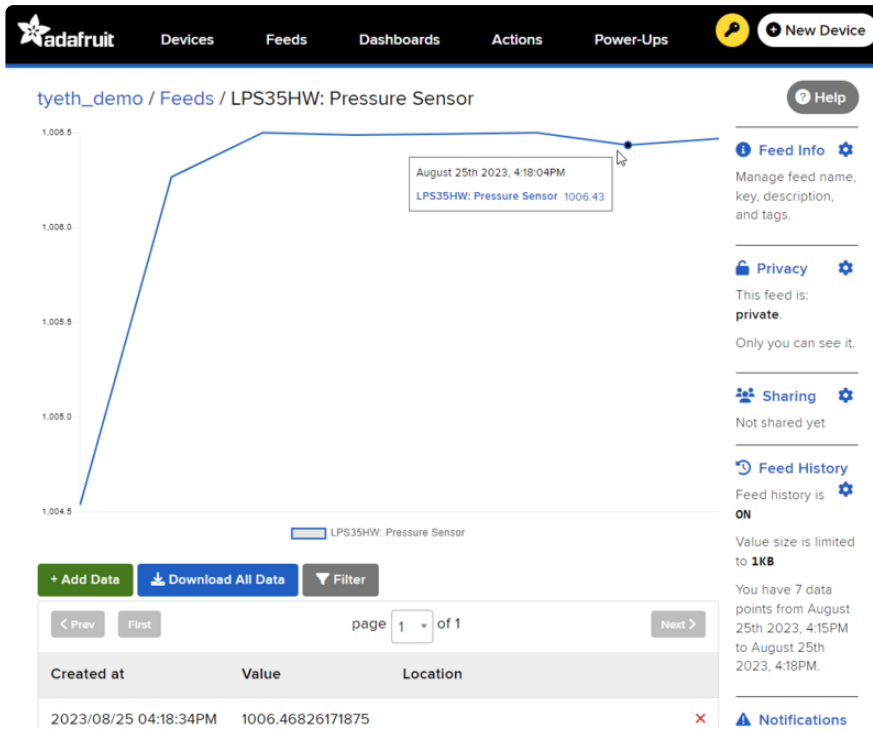 adafruit
Devices
Feeds
Dashboards
Actions
Power-Ups
New Device
tyeth_demo / Feeds / LPS35HW: Pressure Sensor
Help
1,006.5
1,006.0
1,005.5
1,005.0
1,004.5
August 25th 2023, 4:18:04PM
LPS35HW: Pressure Sensor 1006.43
LPS35HW: Pressure Sensor
Feed Info
Manage feed name,
key, description,
and tags.
Privacy
This feed is:
private.
Only you can see it.
Sharing
Not shared yet
Feed History
Feed history is
ON
Value size is limited
to 1KB
You have 7 data
points from August
25th 2023, 4:15PM
to August 25th
2023, 4:18PM.
Notifications
+ Add Data
Download All Data
Filter
Prev
First
page 1 of 1
Next
Created at Value Location
2023/08/25 04:18:34PM 1006.46826171875